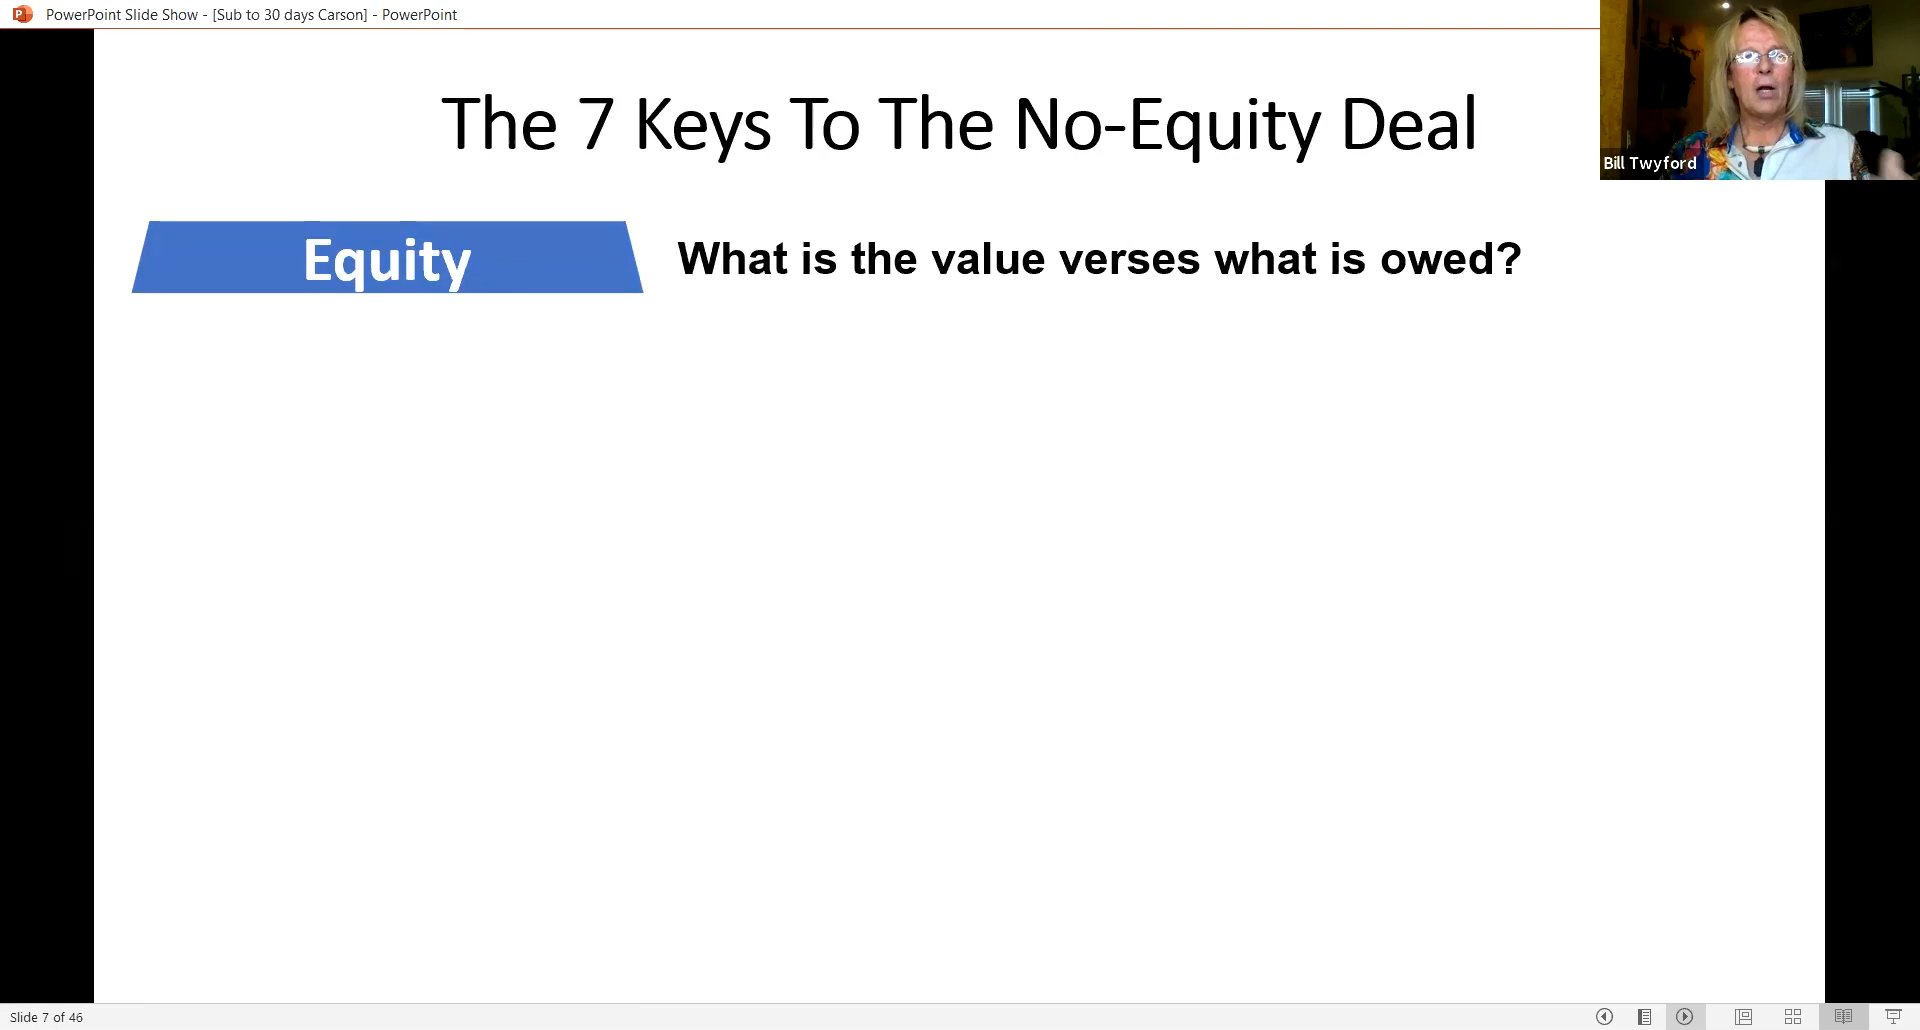 PowerPoint Slide Show - [Sub to 30 days Carson] - PowerPoint
Bill Twyford
The 7 Keys To The No-Equity Deal
Equity
What is the value verses what is owed?
Slide 7 of 46